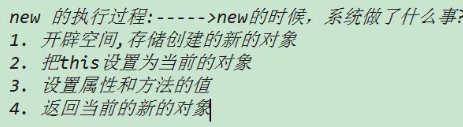 new 的执行过程:----->new的时候，系统做了什么事?
1. 开辟空间,存储创建的新的对象
2. 把this设置为当前的对象
3. 设置属性和方法的值
4. 返回当前的新的对象